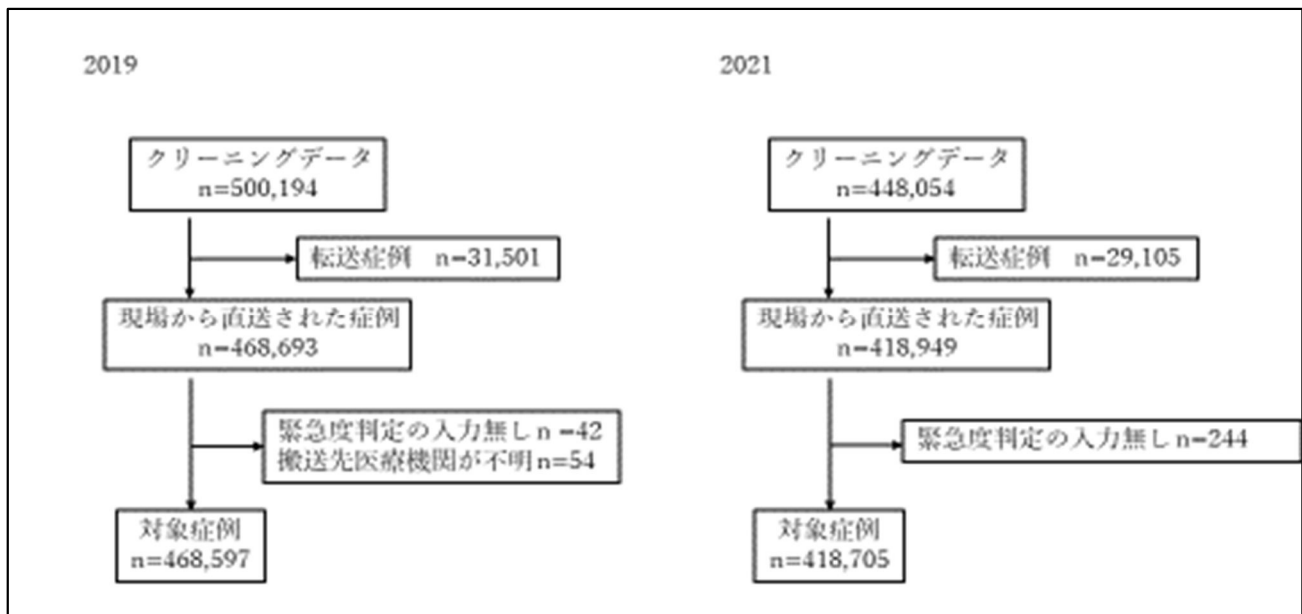 2019
クリーニングデータ
n=500,194
転送症例 n=31,501
現場から直送された症例
n=468,693
緊急度判定の入力無し n =42
搬送先医療機関が不明 n=54
対象症例
n=468,597
2021
クリーニングデータ
n=448,054
転送症例 n=29,105
現場から直送された症例
n=418,949
緊急度判定の入力無し n=244
対象症例
n=418,705